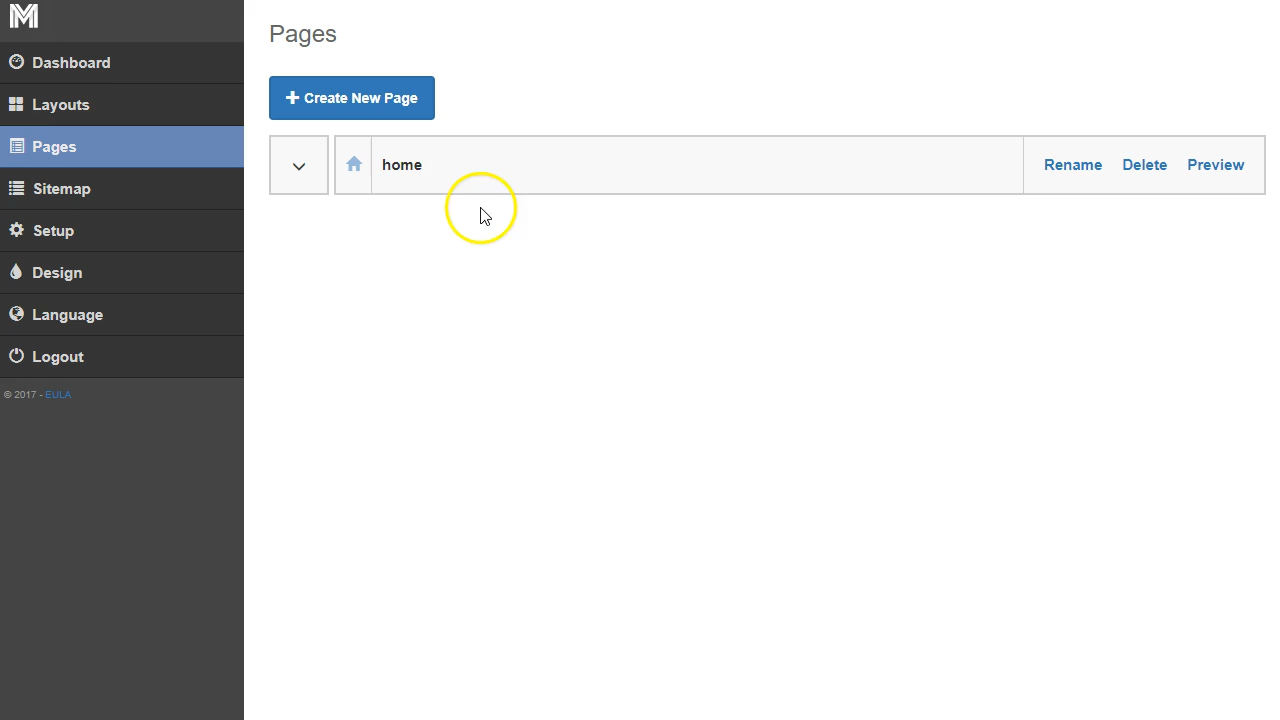 M
Dashboard
Layouts
Pages
Sitemap
Setup
Design
Language
Logout
© 2017 - EULA
Pages
Create New Page
home
Rename Delete Preview